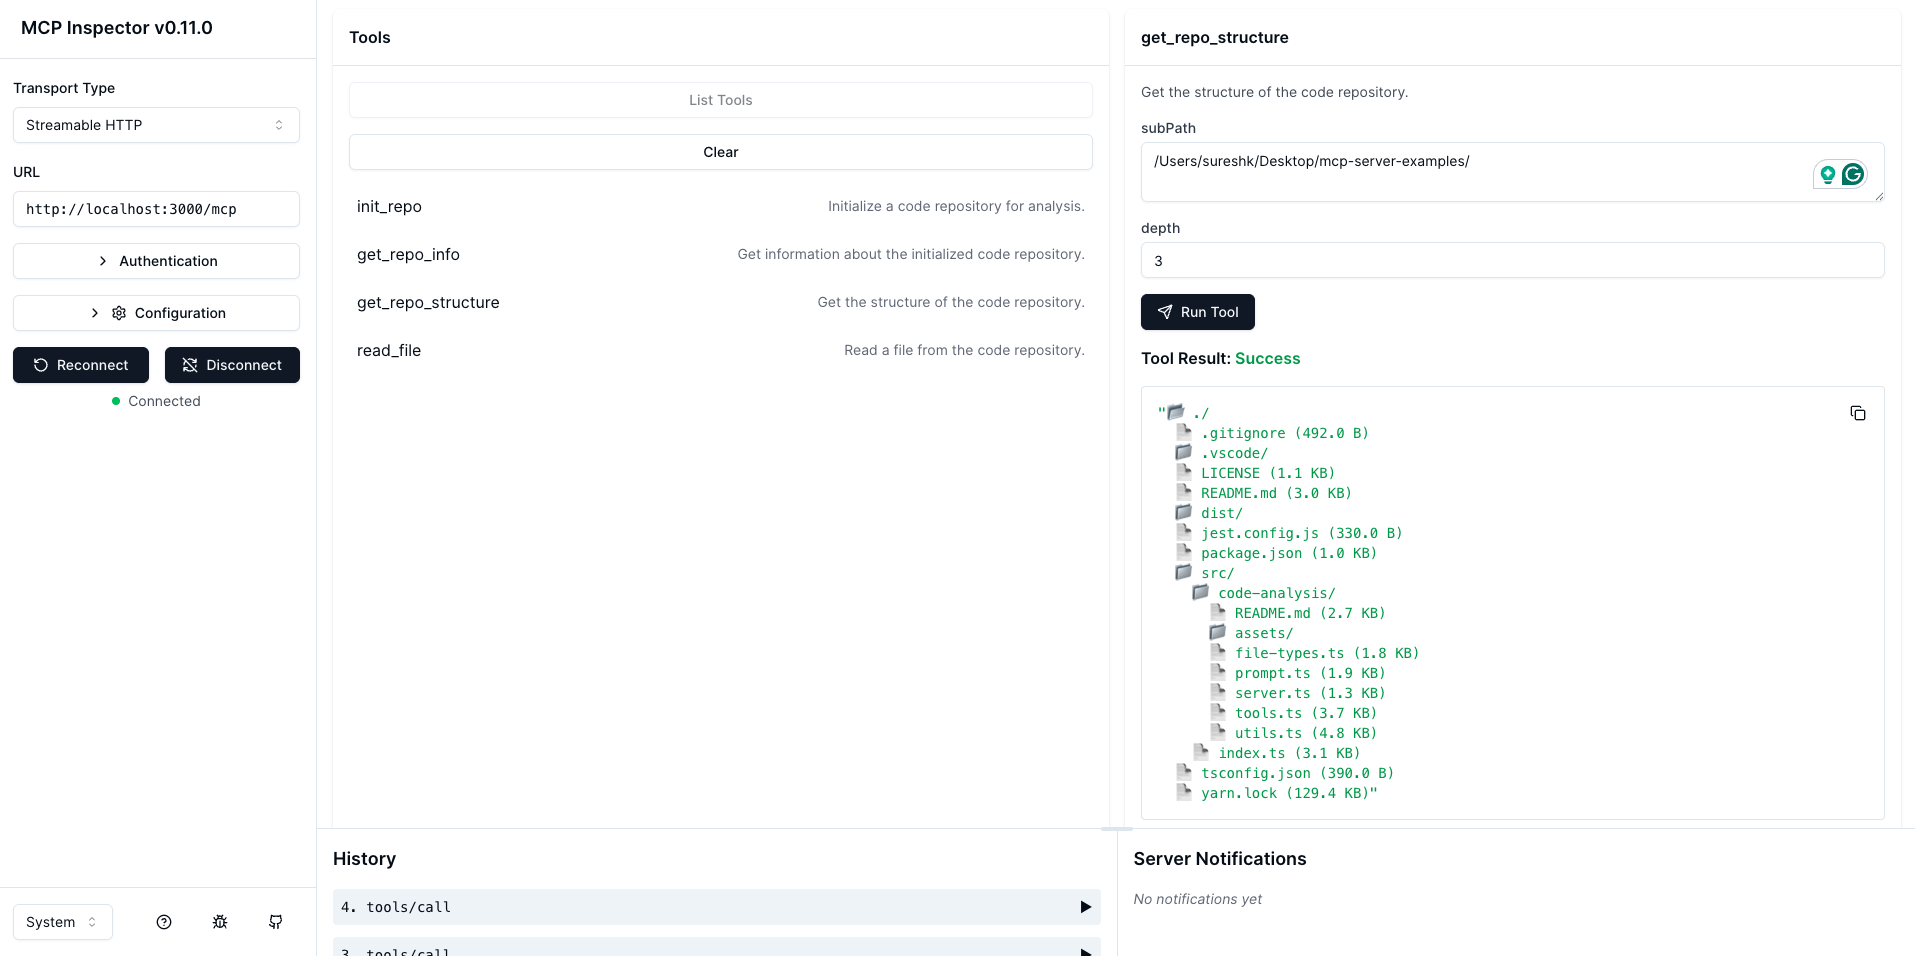 MCP Inspector v0.11.0
Transport Type
Streamable HTTP
URL
http://localhost:3000/mcp
Authentication
Configuration
Reconnect
Disconnect
Connected
System
Tools
List Tools
Clear
init_repo
Initialize a code repository for analysis.
get_repo_info
Get information about the initialized code repository.
get_repo_structure
Get the structure of the code repository.
read_file
Read a file from the code repository.
get_repo_structure
Get the structure of the code repository.
subPath
/Users/sureshk/Desktop/mcp-server-examples/
depth
3
Run Tool
Tool Result: Success
" ./
.gitignore (492.0 B)
.vscode/
LICENSE (1.1 KB)
README.md (3.0 KB)
dist/
jest.config.js (330.0 B)
package.json (1.0 KB)
src/
code-analysis/
README.md (2.7 KB)
assets/
file-types.ts (1.8 KB)
prompt.ts (1.9 KB)
server.ts (1.3 KB)
tools.ts (3.7 KB)
utils.ts (4.8 KB)
index.ts (3.1 KB)
tsconfig.json (390.0 B)
yarn.lock (129.4 KB)"
History
4. tools/call
3. tools/call
Server Notifications
No notifications yet